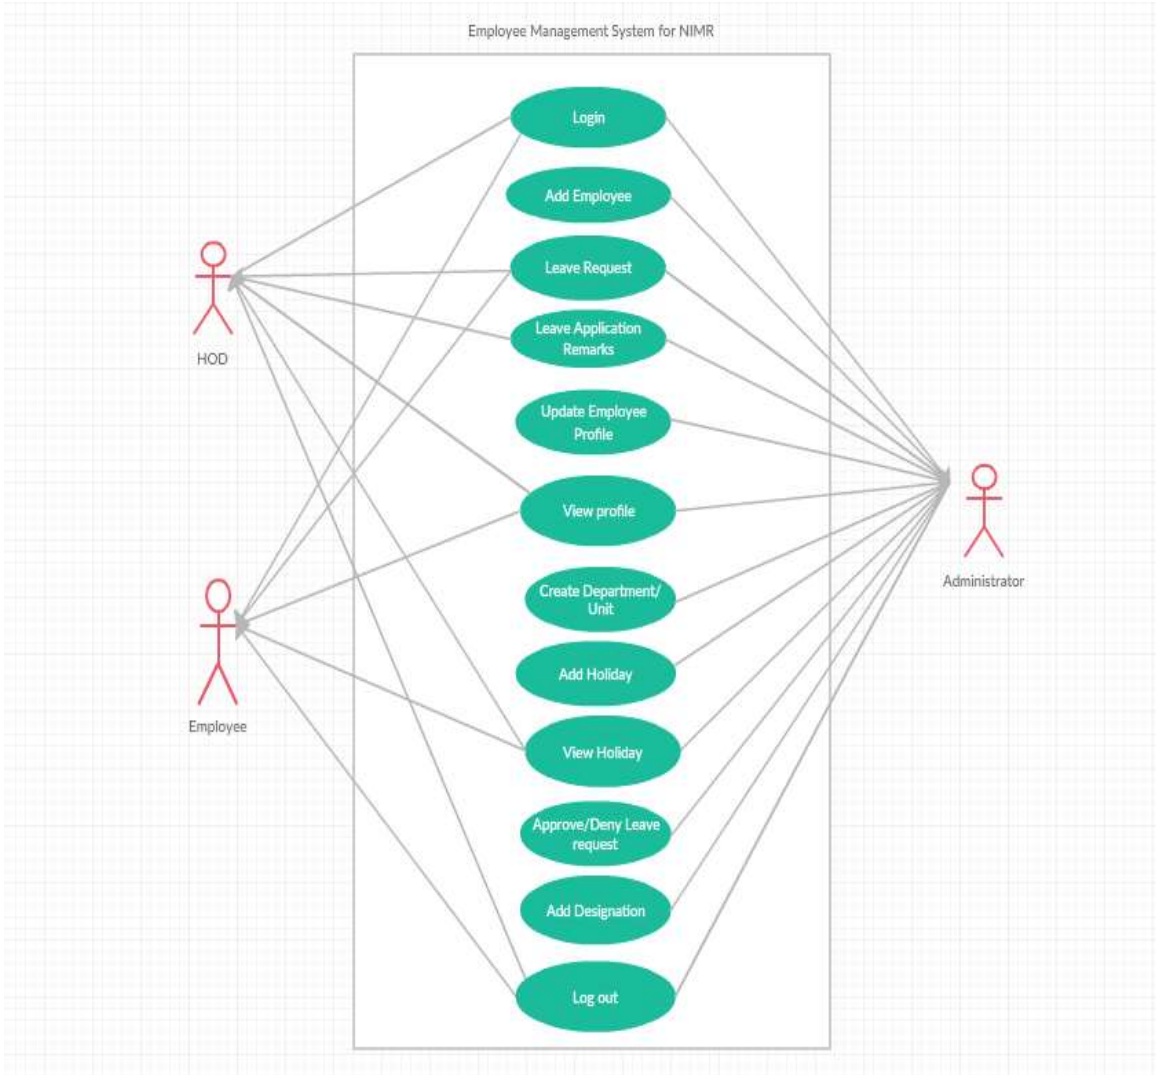 Employee Management System for NIMR
Login
Add Employee
Leave Request
Leave Application
Remarks
Update Employee
Profile
View profile
Create Department/
Unit
Add Holiday
View Holiday
Approve/Deny Leave
request
Add Designation
Log out
HOD
Employee
Administrator